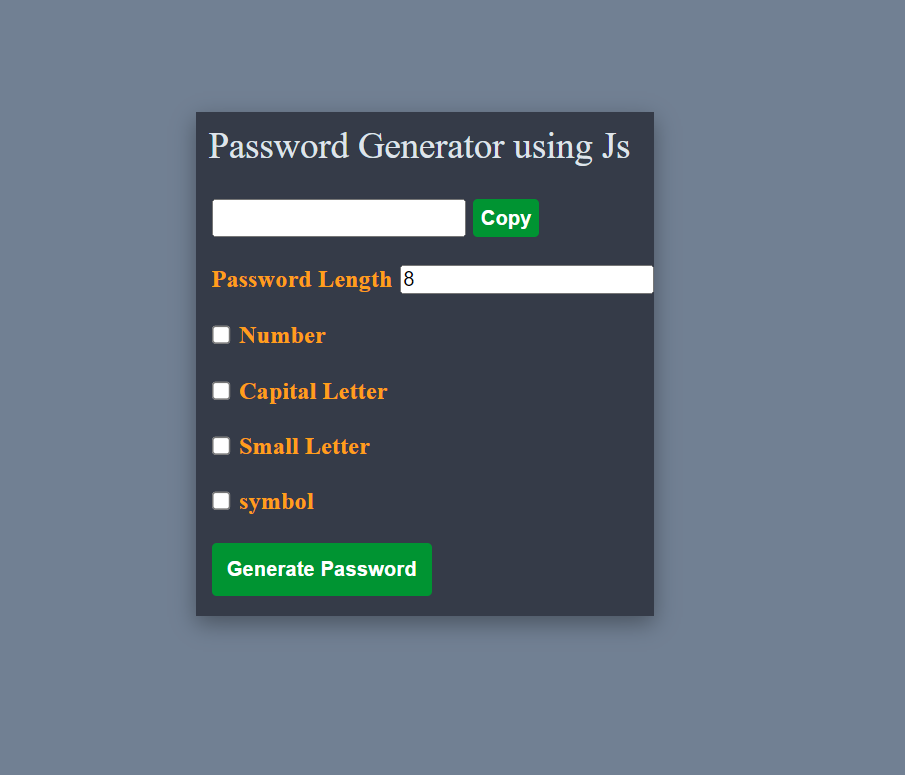 Password Generator using Js
Copy
Password Length 8
Number
Capital Letter
Small Letter
symbol
Generate Password